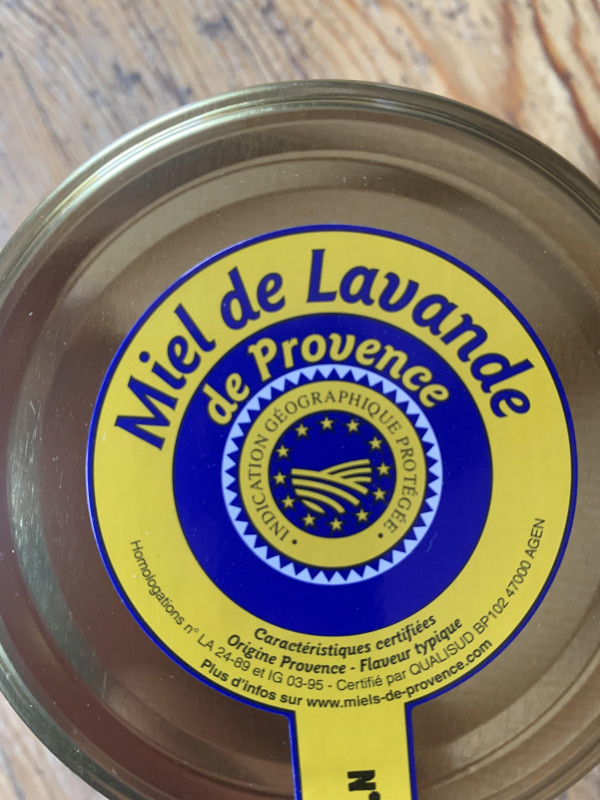 Miel de Lavande
de Provence
• INDICATION GÉOGRAPHIQUE PROTÉGÉE •
Caractéristiques certifiées
Origine Provence - Flaveur typique
Homologations n° LA 24-89 et IG 03-95 - Certifié par QUALISUD BP102 47000 AGEN
Plus d'infos sur www.miels-de-provence.com
N°